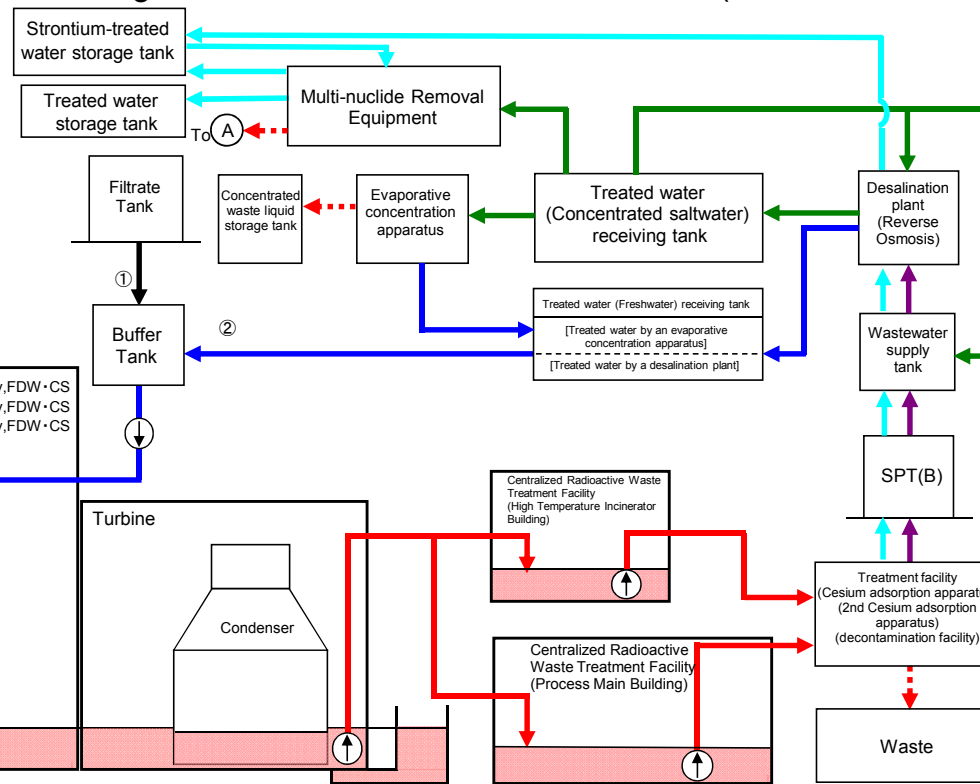 Strontium-treated
water storage tank
Treated water
storage tank
Multi-nuclide Removal
Equipment
To
A
Filtrate
Tank
Concentrated
waste liquid
storage tank
Evaporative
concentration
apparatus
Treated water
(Concentrated saltwater)
receiving tank
Desalination
plant
(Reverse
Osmosis)
①
②
Buffer
Tank
Treated water (Freshwater) receiving tank
[Treated water by an evaporative
concentration apparatus]
[Treated water by a desalination plant]
Wastewater
supply
tank
,FDW・CS
,FDW・CS
,FDW・CS
SPT(B)
Turbine
Condenser
Centralized Radioactive Waste
Treatment Facility
(High Temperature Incinerator
Building)
Centralized Radioactive
Waste Treatment Facility
(Process Main Building)
Treatment facility
(Cesium adsorption apparat
(2nd Cesium adsorption
apparatus)
(decontamination facility)
Waste